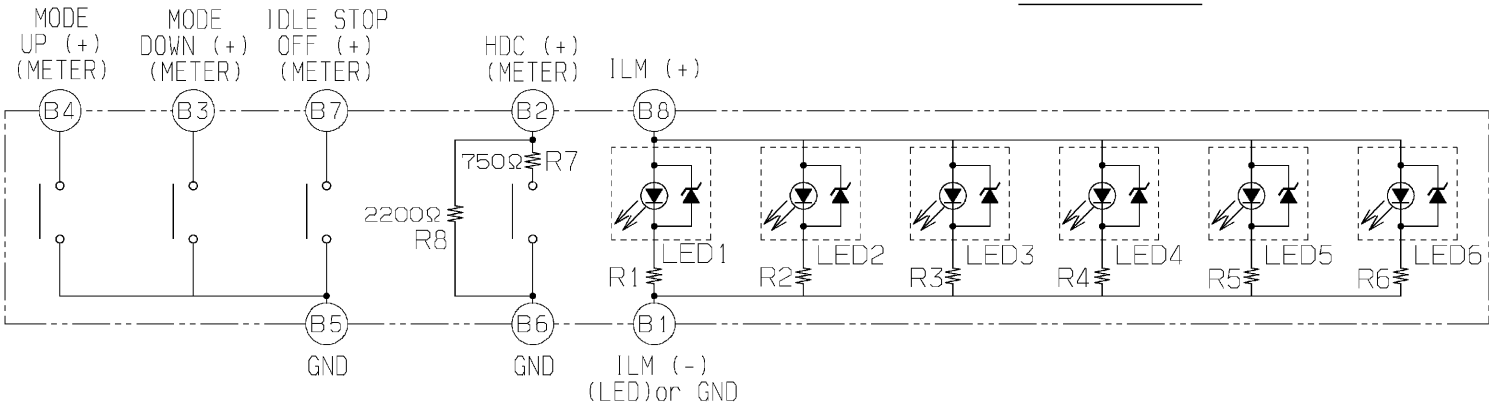 MODE
UP (+)
(METER)
MODE
DOWN (+)
(METER)
IDLE STOP
OFF (+)
(METER)
HDC (+)
(METER)
ILM (+)
B4
B3
B7
B2
B8
750Ω R7
2200Ω
R8
LED1
LED2
LED3
LED4
LED5
LED6
R1
R2
R3
R4
R5
R6
B5
B6
B1
GND
GND
ILM (-)
(LED)or GND